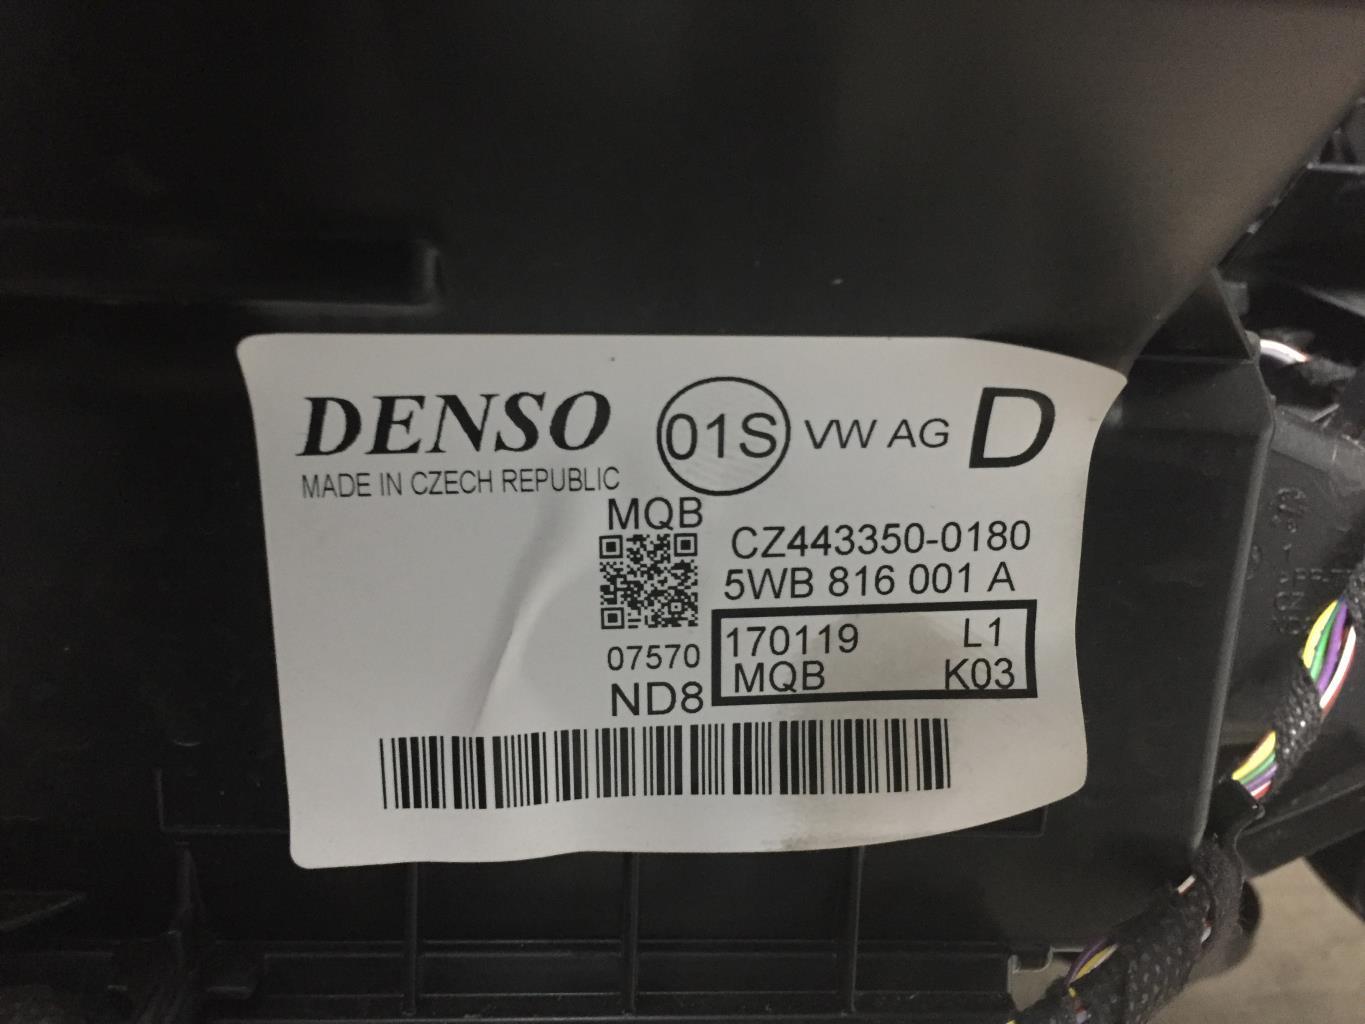 DENSO 01S VW AG D
MADE IN CZECH REPUBLIC
MQB
CZ443350-0180
5WB 816 001 A
07570
ND8
170119 L1
MQB K03